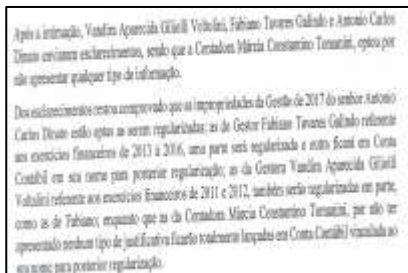 Após a intimação, Vandira Aparecida Giliolli Voltolini, Fabiano Tavares Galindo e Antonio Carlos
Dinato enviaram esclarecimentos, sendo que a Contadora Márcia Constantino Tomanini, optou por
não apresentar qualquer tipo de informação.
Dos esclarecimentos restou comprovado que as impropriedades da Gestão de 2017 do senhor Antonio
Carlos Dinato estão aptas as serem regularizadas; as de Gestor Fabiano Tavares Galindo referente
aos exercícios financeiros de 2013 à 2016, uma parte será regularizada e outra ficará em Conta
Contábil em seu nome para posterior regularização; as da Gestora Vandira Aparecida
Voltolini referente aos exercícios financeiros de 2011 e 2012, também serão regularizadas em parte,
como as de Fabiano; enquanto que as da Contadora Márcia Constantino Tomanini, por não ter
apresentado nenhum tipo de justificativa ficarão totalmente lançadas em Conta Contábil vinculada ao
seu nome para posterior regularização.